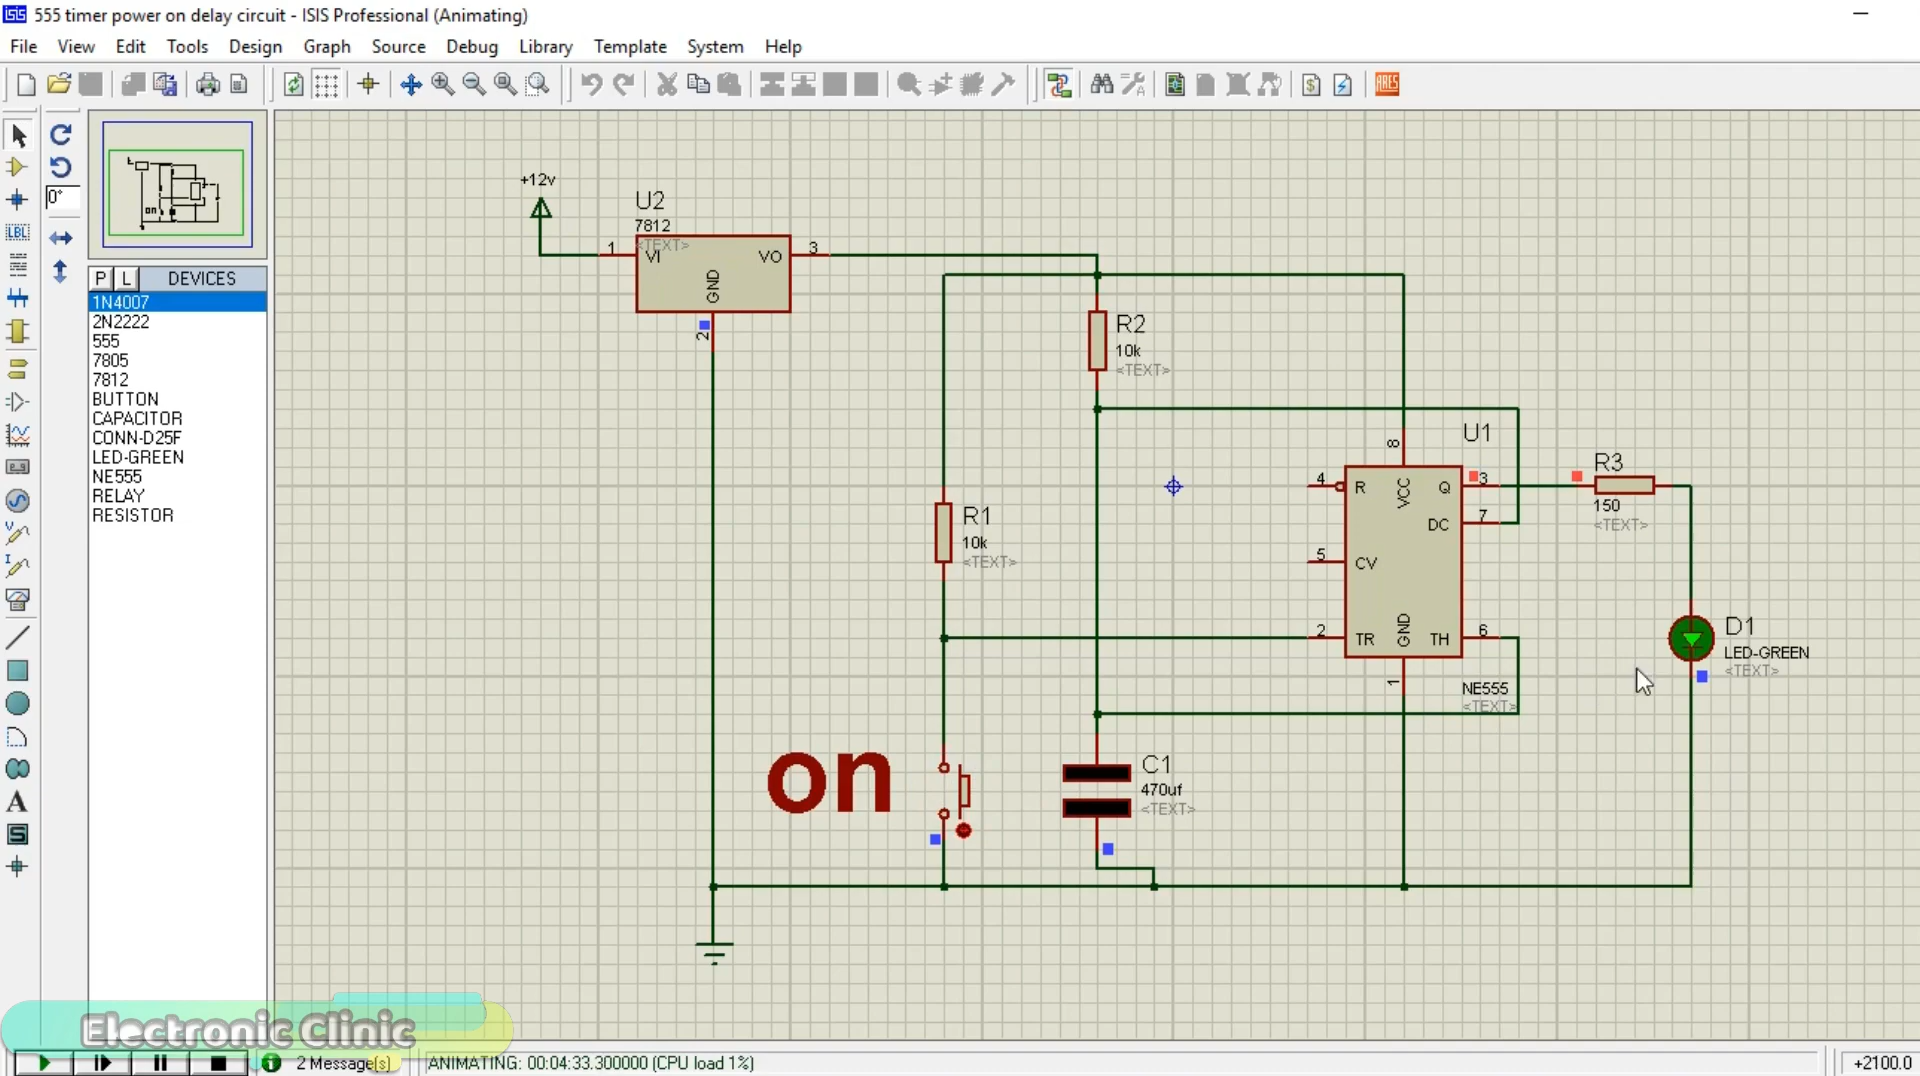 ISIS 555 timer power on delay circuit - ISIS Professional (Animating)
File View Edit Tools Design Graph Source Debug Library Template System Help
ARES
0°
LBL
P L DEVICES
1N4007
2N2222
555
7805
7812
BUTTON
CAPACITOR
CONN-D25F
LED-GREEN
NE555
RELAY
RESISTOR
A
S
+12v
U2
7812
<TEXT>
1 VI VO 3
GND
2
R2
10k
<TEXT>
R1
10k
<TEXT>
U1
8
4 R VCC Q 3
DC 7
5 CV
2 TR GND TH 6
1
NE555
<TEXT>
R3
150
<TEXT>
D1
LED-GREEN
<TEXT>
on
C1
470uf
<TEXT>
Electronic Clinic
2 Message(s) ANIMATING: 00:04:33.300000 (CPU load 1%) +2100.0